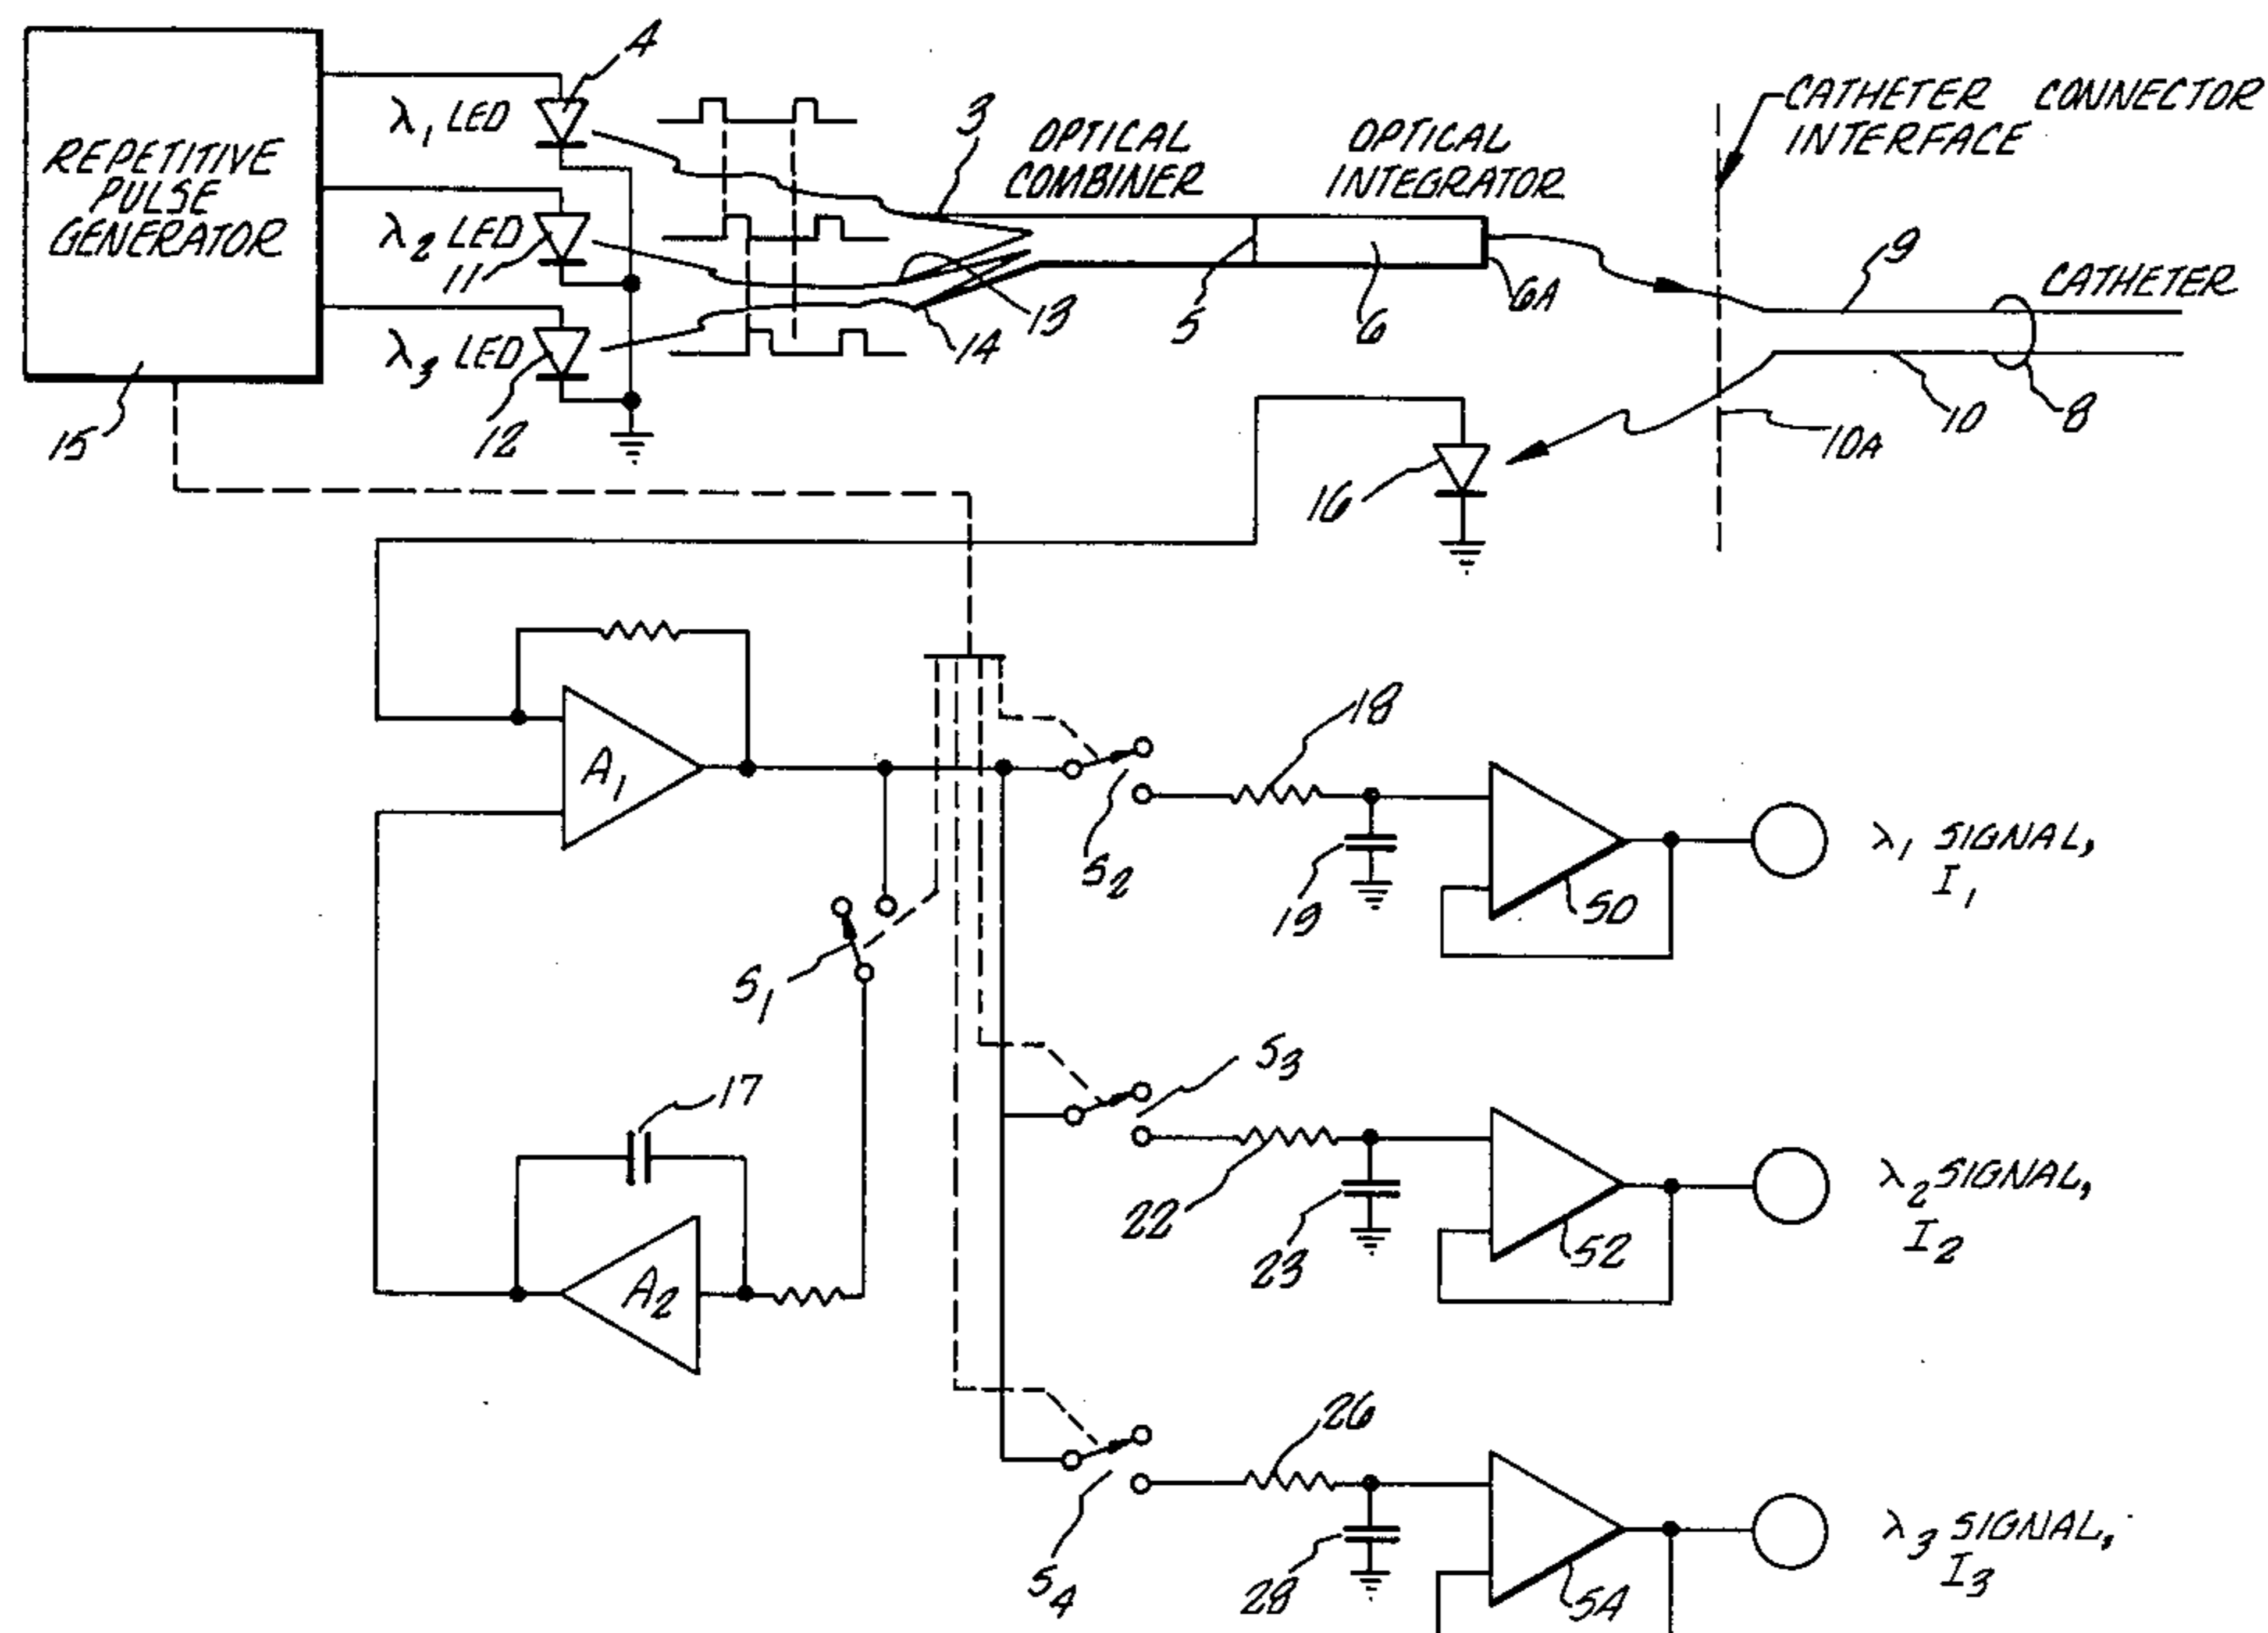 REPETITIVE
PULSE
GENERATOR
15
λ1 LED
4
λ2 LED
11
λ3 LED
12
3
OPTICAL
COMBINER
OPTICAL
INTEGRATOR
CATHETER CONNECTOR
INTERFACE
13
14
5
6
6A
9
CATHETER
10
8
10A
16
A1
S1
17
A2
S2
18
19
50
λ1 SIGNAL,
I1
S3
22
23
52
λ2 SIGNAL,
I2
S4
26
28
54
λ3 SIGNAL,
I3